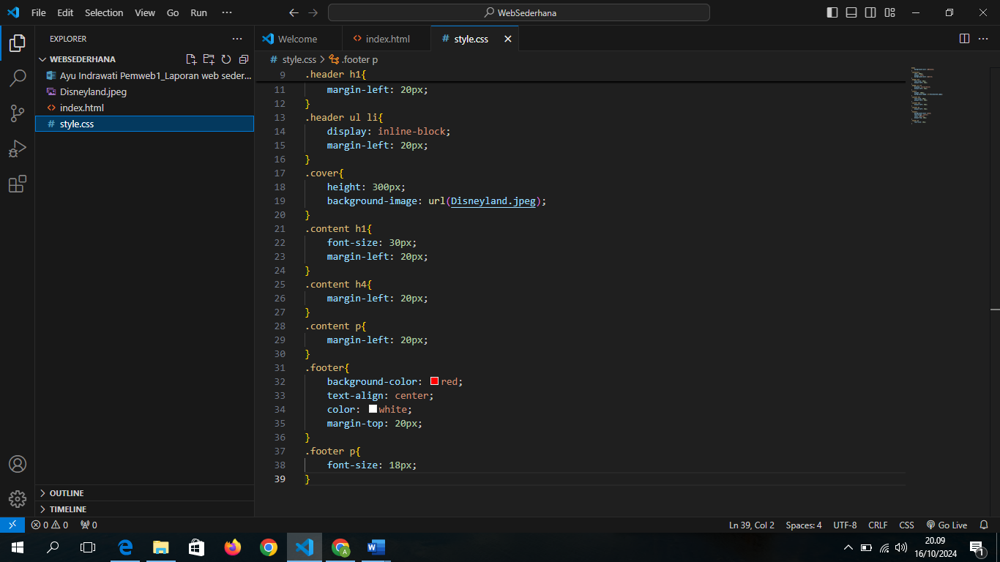 File Edit Selection View Go Run ··· WebSederhana
EXPLORER ···
WEBSEDERHANA
Ayu Indrawati Pemweb1_Laporan web seder...
Disneyland.jpeg
index.html
style.css
OUTLINE
TIMELINE
Welcome index.html style.css
style.css > .footer p
9 .header h1{
11 margin-left: 20px;
12 }
13 .header ul li{
14 display: inline-block;
15 margin-left: 20px;
16 }
17 .cover{
18 height: 300px;
19 background-image: url(Disneyland.jpeg);
20 }
21 .content h1{
22 font-size: 30px;
23 margin-left: 20px;
24 }
25 .content h4{
26 margin-left: 20px;
27 }
28 .content p{
29 margin-left: 20px;
30 }
31 .footer{
32 background-color: red;
33 text-align: center;
34 color: white;
35 margin-top: 20px;
36 }
37 .footer p{
38 font-size: 18px;
39 }
0 0 0 Ln 39, Col 2 Spaces: 4 UTF-8 CRLF CSS Go Live
20.09
16/10/2024
1